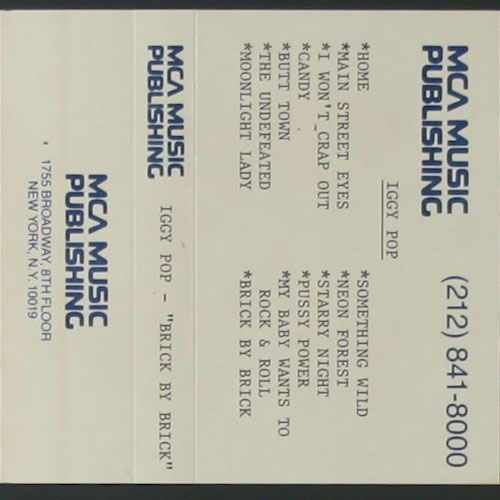 MCA MUSIC
PUBLISHING
(212) 841-8000
IGGY POP
*HOME
*MAIN STREET EYES
*I WON'T CRAP OUT
*CANDY
*BUTT TOWN
*THE UNDEFEATED
*MOONLIGHT LADY
*SOMETHING WILD
*NEON FOREST
*STARRY NIGHT
*PUSSY POWER
*MY BABY WANTS TO
ROCK & ROLL
*BRICK BY BRICK
MCA MUSIC
PUBLISHING
IGGY POP - "BRICK BY BRICK"
MCA MUSIC
PUBLISHING
1755 BROADWAY, 8TH FLOOR
NEW YORK, N.Y. 10019